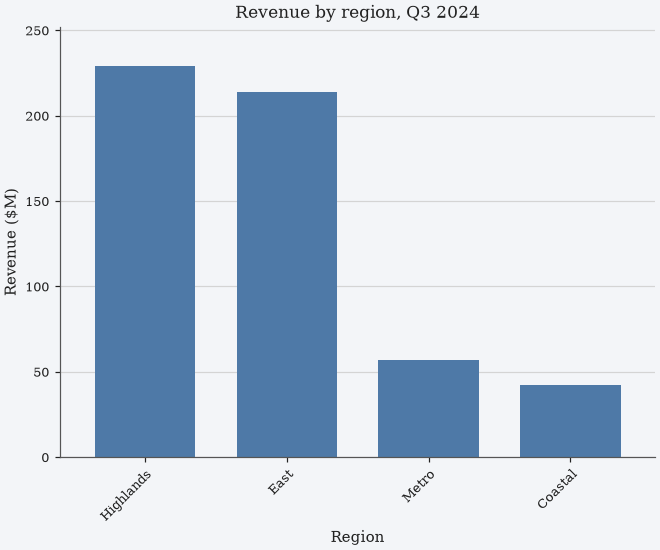 Revenue by region, Q3 2024
Revenue ($M)
250
200
150
100
50
0
Highlands
East
Metro
Coastal
Region